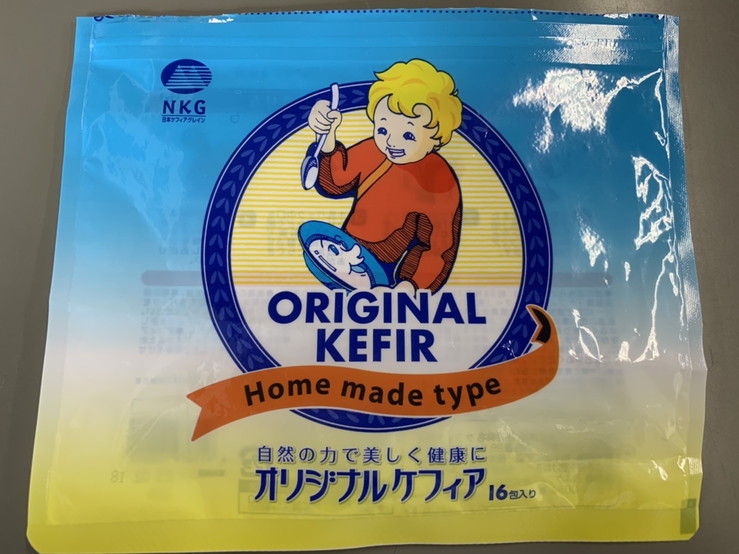 NKG
日本ケフィアグレイン
ORIGINAL
KEFIR
Home made type
自然の力で美しく健康に
オリジナルケフィア 16包入り